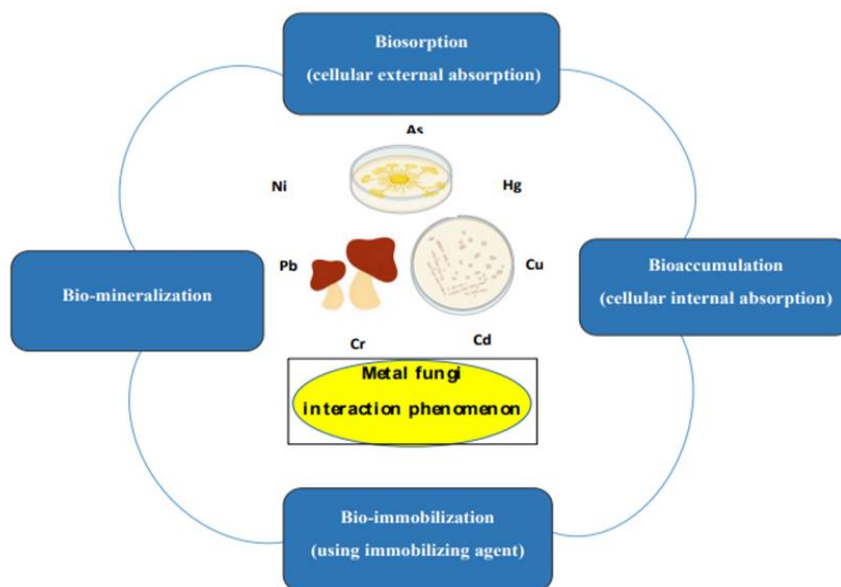 Biosorption
(cellular external absorption)
As
Ni
Hg
Bio-mineralization
Pb
Cu
Bioaccumulation
(cellular internal absorption)
Cr
Cd
Metal fungi
interaction phenomenon
Bio-immobilization
(using immobilizing agent)